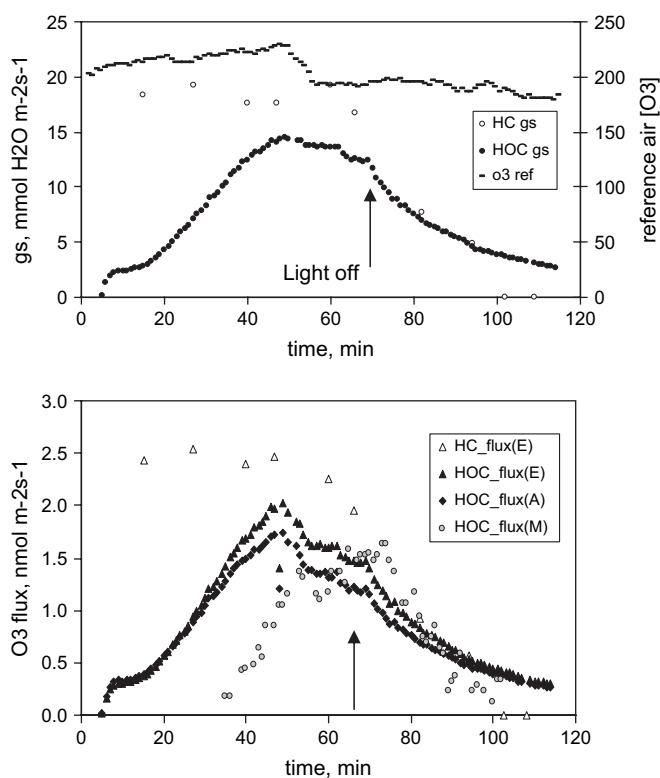 25
20
15
10
5
0
gs, mmol H2O m-2s-1
250
200
150
100
50
0
reference air [O3]
HC gs
HOC gs
o3 ref
Light off
0 20 40 60 80 100 120
time, min
3.0
2.5
2.0
1.5
1.0
0.5
0.0
O3 flux, nmol m-2s-1
HC_flux(E)
HOC_flux(E)
HOC_flux(A)
HOC_flux(M)
0 20 40 60 80 100 120
time, min